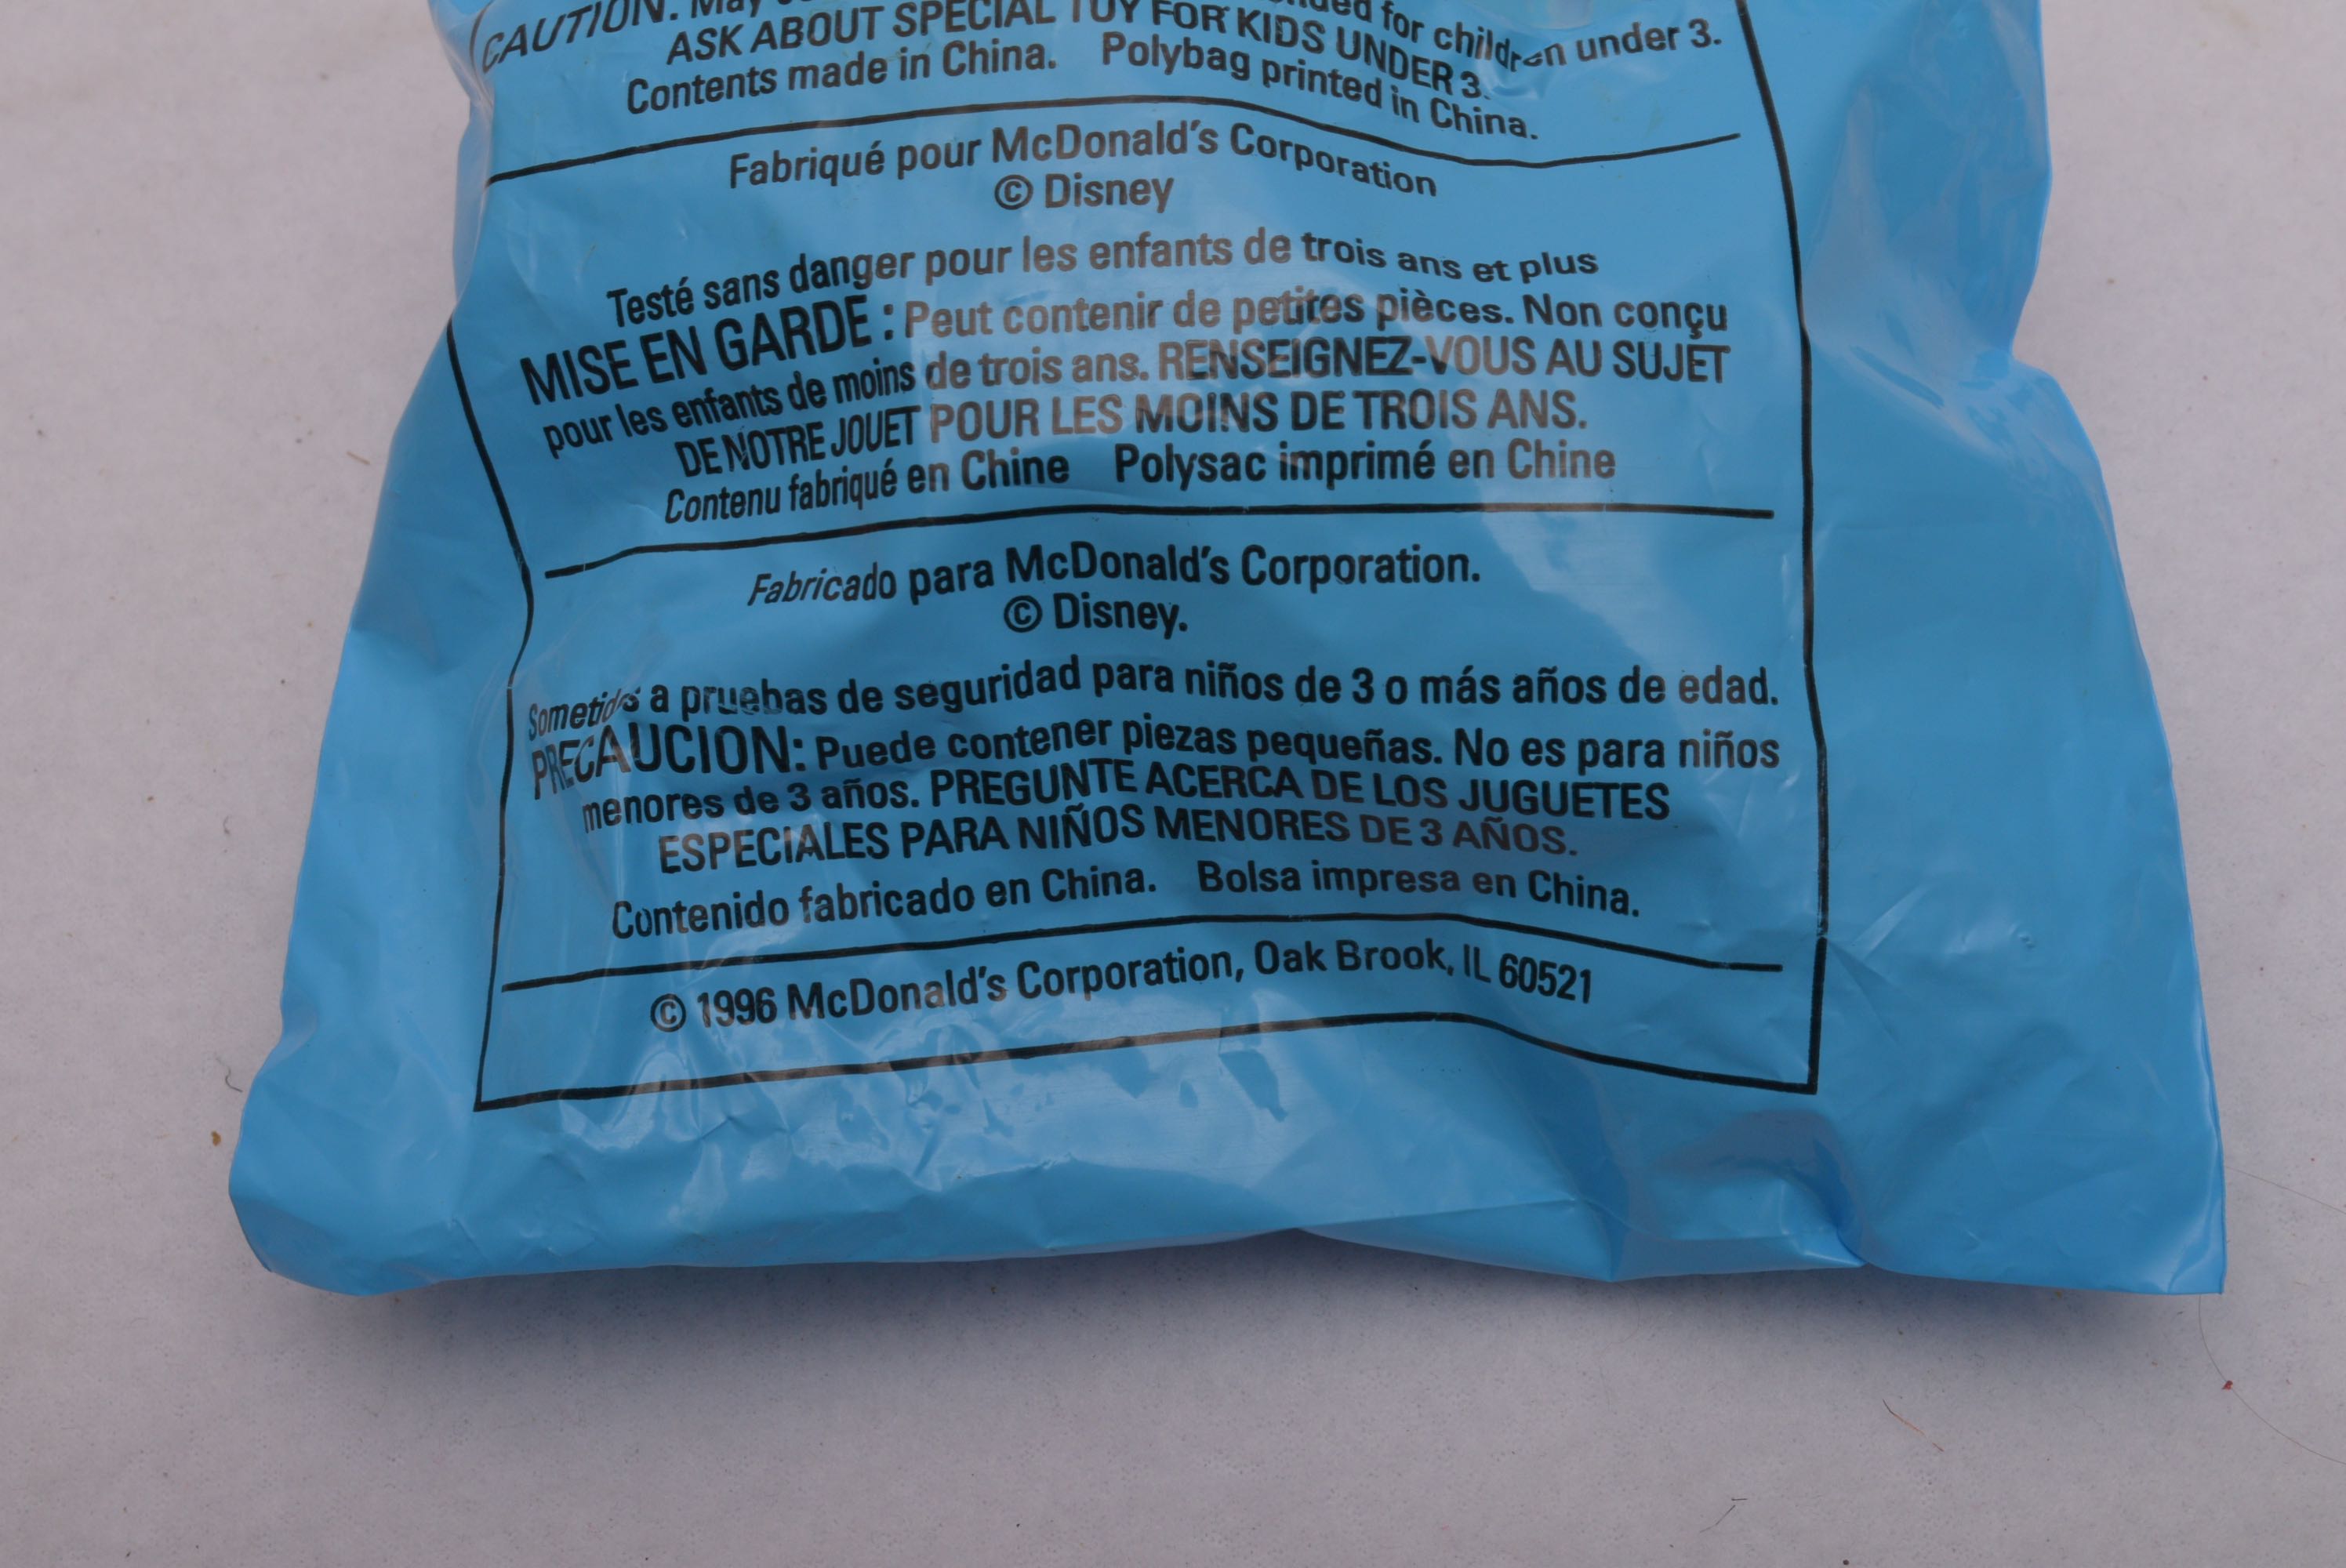 CAUTION: May for children under 3.
ASK ABOUT SPECIAL TOY FOR KIDS UNDER 3.
Contents made in China. Polybag printed in China.
Fabriqué pour McDonald's Corporation
© Disney
Testé sans danger pour les enfants de trois ans et plus
MISE EN GARDE : Peut contenir de petites pièces. Non conçu
pour les enfants de moins de trois ans. RENSEIGNEZ-VOUS AU SUJET
DE NOTRE JOUET POUR LES MOINS DE TROIS ANS.
Contenu fabriqué en Chine Polysac imprimé en Chine
Fabricado para McDonald's Corporation.
© Disney.
a pruebas de seguridad para niños de 3 o más años de edad.
PRECAUCION: Puede contener piezas pequeñas. No es para niños
menores de 3 años. PREGUNTE ACERCA DE LOS JUGUETES
ESPECIALES PARA NIÑOS MENORES DE 3 AÑOS.
Contenido fabricado en China. Bolsa impresa en China.
© 1996 McDonald's Corporation, Oak Brook, IL 60521